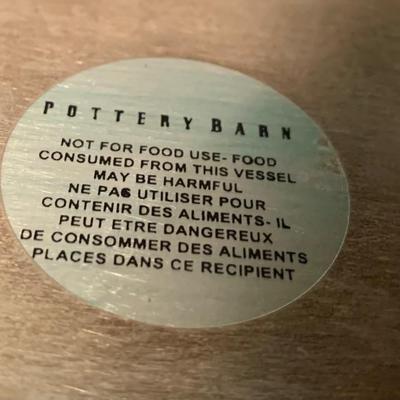 POTTERY BARN
NOT FOR FOOD USE- FOOD
CONSUMED FROM THIS VESSEL
MAY BE HARMFUL
NE PAS UTILISER POUR
CONTENIR DES ALIMENTS- IL
PEUT ETRE DANGEREUX
DE CONSOMMER DES ALIMENTS
PLACES DANS CE RECIPIENT